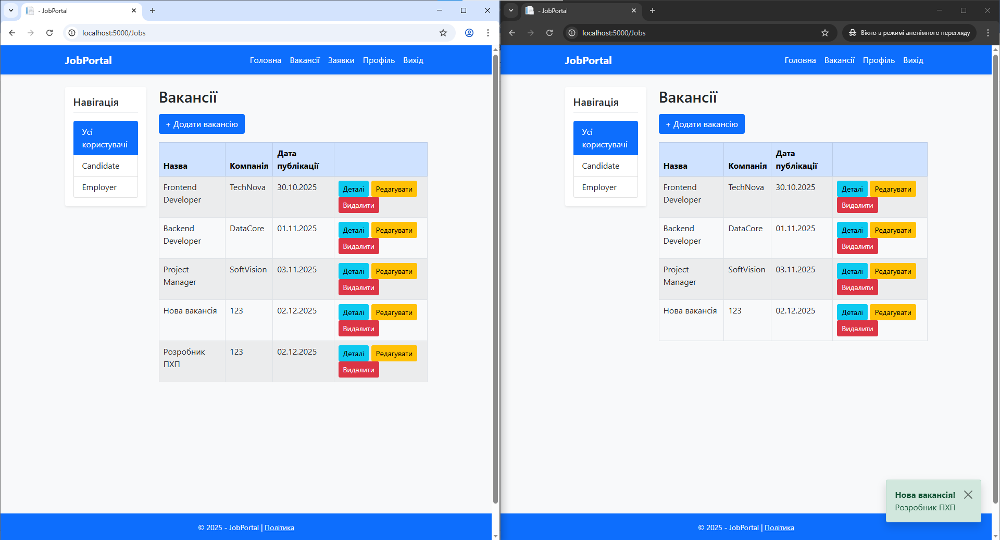 - JobPortal
localhost:5000/Jobs
JobPortal
Головна Вакансії Заявки Профіль Вихід
Навігація
Усі
користувачі
Candidate
Employer
Вакансії
+ Додати вакансію
Назва Компанія Дата
публікації
Frontend
Developer TechNova 30.10.2025 Деталі Редагувати
Видалити
Backend
Developer DataCore 01.11.2025 Деталі Редагувати
Видалити
Project
Manager SoftVision 03.11.2025 Деталі Редагувати
Видалити
Нова вакансія 123 02.12.2025 Деталі Редагувати
Видалити
Розробник
ПХП 123 02.12.2025 Деталі Редагувати
Видалити
© 2025 - JobPortal | Політика
- JobPortal
localhost:5000/Jobs
Вікно в режимі анонімного перегляду
JobPortal
Головна Вакансії Профіль Вихід
Навігація
Усі
користувачі
Candidate
Employer
Вакансії
+ Додати вакансію
Назва Компанія Дата
публікації
Frontend
Developer TechNova 30.10.2025 Деталі Редагувати
Видалити
Backend
Developer DataCore 01.11.2025 Деталі Редагувати
Видалити
Project
Manager SoftVision 03.11.2025 Деталі Редагувати
Видалити
Нова вакансія 123 02.12.2025 Деталі Редагувати
Видалити
Нова вакансія!
Розробник ПХП
© 2025 - JobPortal | Політика